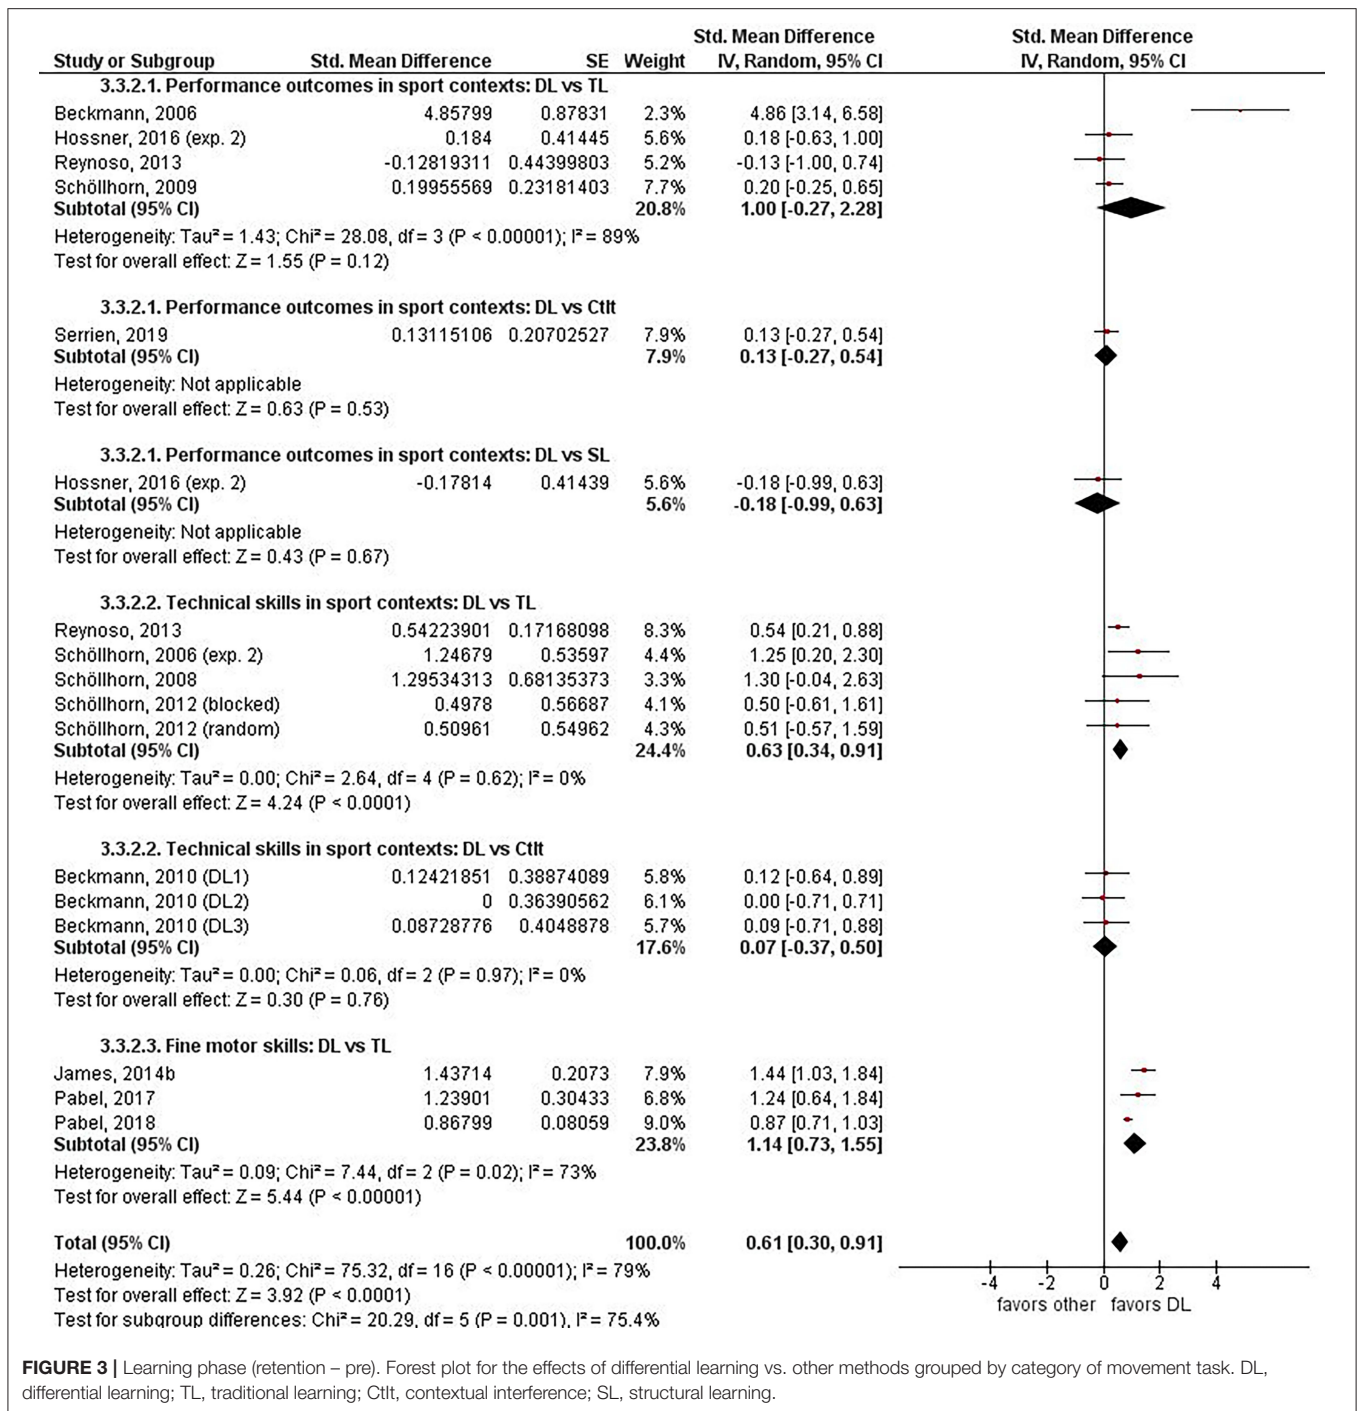 Std. Mean Difference Std. Mean Difference
Study or Subgroup Std. Mean Difference SE Weight IV, Random, 95% CI IV, Random, 95% CI
3.3.2.1. Performance outcomes in sport contexts: DL vs TL
Beckmann, 2006 4.85799 0.87831 2.3% 4.86 [3.14, 6.58]
Hossner, 2016 (exp. 2) 0.184 0.41445 5.6% 0.18 [-0.63, 1.00]
Reynoso, 2013 -0.12819311 0.44399803 5.2% -0.13 [-1.00, 0.74]
Schöllhorn, 2009 0.19955569 0.23181403 7.7% 0.20 [-0.25, 0.65]
Subtotal (95% CI) 20.8% 1.00 [-0.27, 2.28]
Heterogeneity: Tau² = 1.43; Chi² = 28.08, df = 3 (P < 0.00001); I² = 89%
Test for overall effect: Z = 1.55 (P = 0.12)
3.3.2.1. Performance outcomes in sport contexts: DL vs CtIt
Serrien, 2019 0.13115106 0.20702527 7.9% 0.13 [-0.27, 0.54]
Subtotal (95% CI) 7.9% 0.13 [-0.27, 0.54]
Heterogeneity: Not applicable
Test for overall effect: Z = 0.63 (P = 0.53)
3.3.2.1. Performance outcomes in sport contexts: DL vs SL
Hossner, 2016 (exp. 2) -0.17814 0.41439 5.6% -0.18 [-0.99, 0.63]
Subtotal (95% CI) 5.6% -0.18 [-0.99, 0.63]
Heterogeneity: Not applicable
Test for overall effect: Z = 0.43 (P = 0.67)
3.3.2.2. Technical skills in sport contexts: DL vs TL
Reynoso, 2013 0.54223901 0.17168098 8.3% 0.54 [0.21, 0.88]
Schöllhorn, 2006 (exp. 2) 1.24679 0.53597 4.4% 1.25 [0.20, 2.30]
Schöllhorn, 2008 1.29534313 0.68135373 3.3% 1.30 [-0.04, 2.63]
Schöllhorn, 2012 (blocked) 0.4978 0.56687 4.1% 0.50 [-0.61, 1.61]
Schöllhorn, 2012 (random) 0.50961 0.54962 4.3% 0.51 [-0.57, 1.59]
Subtotal (95% CI) 24.4% 0.63 [0.34, 0.91]
Heterogeneity: Tau² = 0.00; Chi² = 2.64, df = 4 (P = 0.62); I² = 0%
Test for overall effect: Z = 4.24 (P < 0.0001)
3.3.2.2. Technical skills in sport contexts: DL vs CtIt
Beckmann, 2010 (DL1) 0.12421851 0.38874089 5.8% 0.12 [-0.64, 0.89]
Beckmann, 2010 (DL2) 0 0.36390562 6.1% 0.00 [-0.71, 0.71]
Beckmann, 2010 (DL3) 0.08728776 0.4048878 5.7% 0.09 [-0.71, 0.88]
Subtotal (95% CI) 17.6% 0.07 [-0.37, 0.50]
Heterogeneity: Tau² = 0.00; Chi² = 0.06, df = 2 (P = 0.97); I² = 0%
Test for overall effect: Z = 0.30 (P = 0.76)
3.3.2.3. Fine motor skills: DL vs TL
James, 2014b 1.43714 0.2073 7.9% 1.44 [1.03, 1.84]
Pabel, 2017 1.23901 0.30433 6.8% 1.24 [0.64, 1.84]
Pabel, 2018 0.86799 0.08059 9.0% 0.87 [0.71, 1.03]
Subtotal (95% CI) 23.8% 1.14 [0.73, 1.55]
Heterogeneity: Tau² = 0.09; Chi² = 7.44, df = 2 (P = 0.02); I² = 73%
Test for overall effect: Z = 5.44 (P < 0.00001)
Total (95% CI) 100.0% 0.61 [0.30, 0.91]
Heterogeneity: Tau² = 0.26; Chi² = 75.32, df = 16 (P < 0.00001); I² = 79%
Test for overall effect: Z = 3.92 (P < 0.0001)
Test for subgroup differences: Chi² = 20.29, df = 5 (P = 0.001), I² = 75.4%
-4 -2 0 2 4
favors other favors DL
FIGURE 3 | Learning phase (retention – pre). Forest plot for the effects of differential learning vs. other methods grouped by category of movement task. DL,
differential learning; TL, traditional learning; CtIt, contextual interference; SL, structural learning.